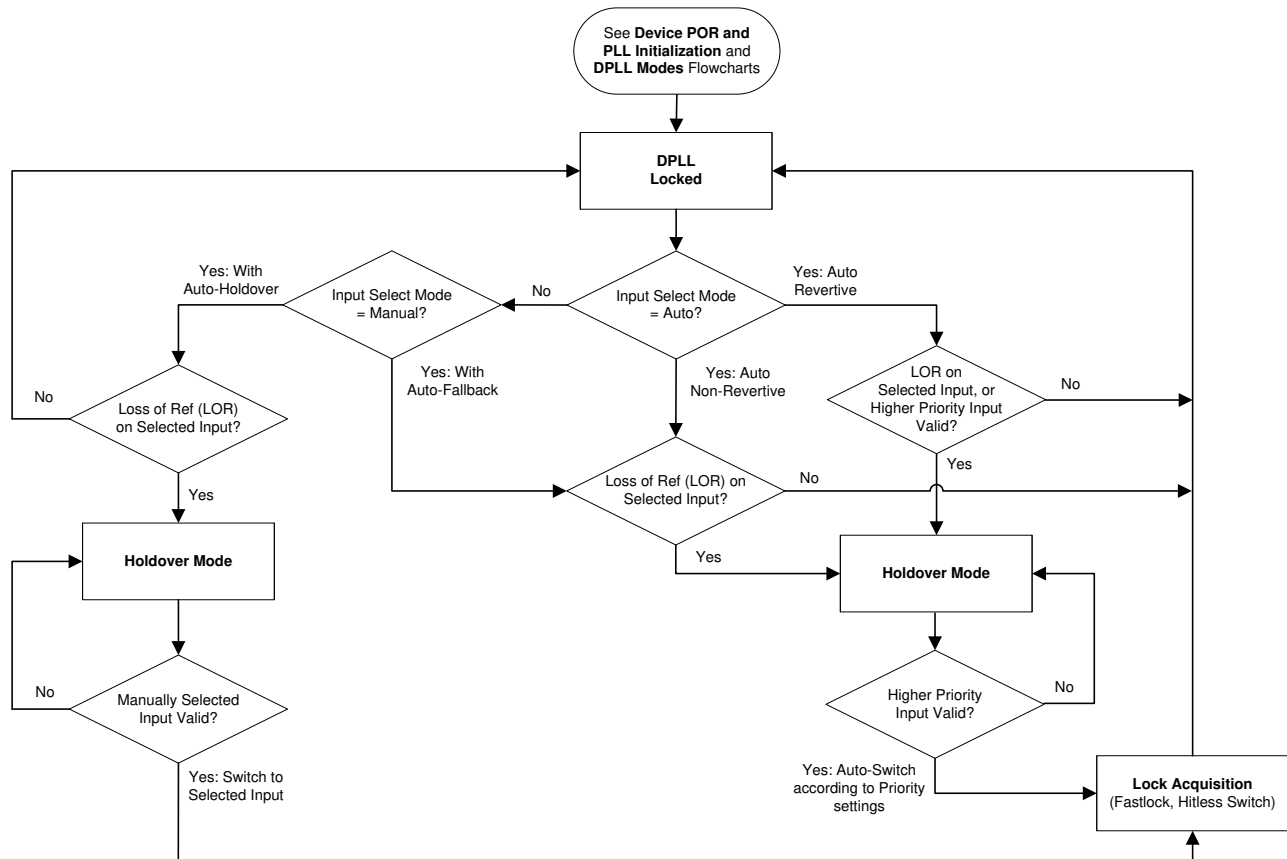 See Device POR and
PLL Initialization and
DPLL Modes Flowcharts
DPLL
Locked
Yes: With
Auto-Holdover
Input Select Mode
= Manual?
No
Input Select Mode
= Auto?
Yes: Auto
Revertive
Yes: With
Auto-Fallback
Yes: Auto
Non-Revertive
LOR on
Selected Input, or
Higher Priority Input
Valid?
No
No
Loss of Ref (LOR)
on Selected Input?
Yes
Loss of Ref (LOR) on
Selected Input?
No
Yes
Yes
Holdover Mode
Holdover Mode
No
Manually Selected
Input Valid?
Higher Priority
Input Valid?
No
Yes: Switch to
Selected Input
Yes: Auto-Switch
according to Priority
settings
Lock Acquisition
(Fastlock, Hitless Switch)